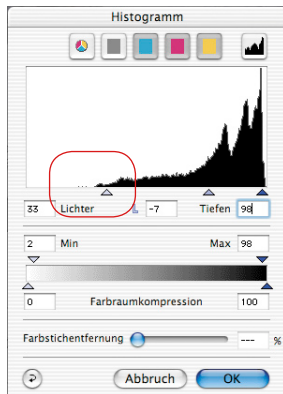 Histogramm
33 Lichter -7 Tiefen 98
2 Min Max 98
0 Farbraumkompression 100
Farbstichentfernung --- %
Abbruch OK